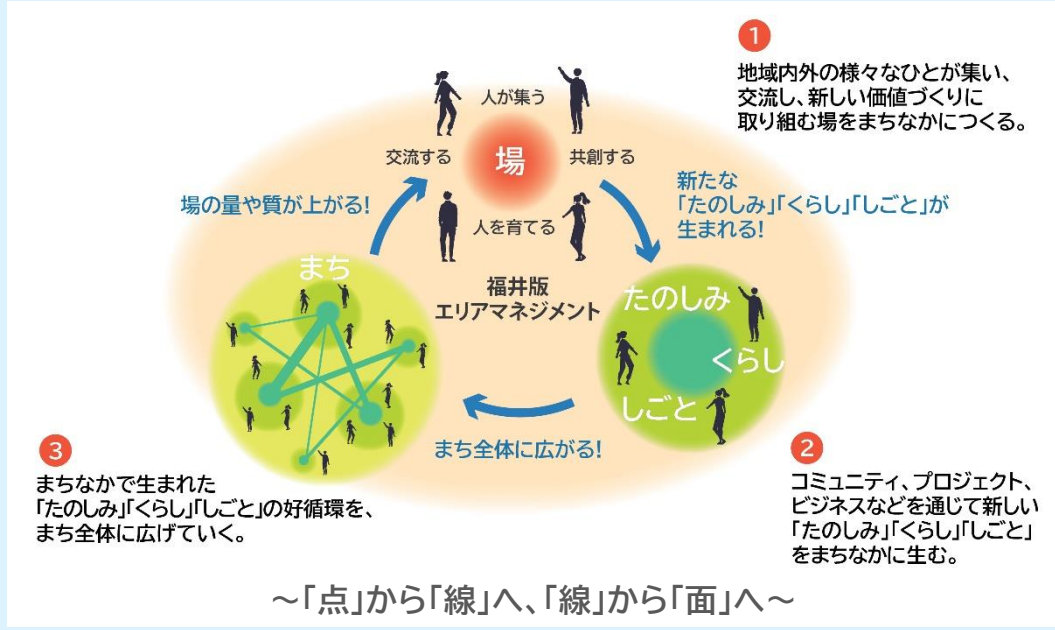 1
地域内外の様々なひとが集い、
交流し、新しい価値づくりに
取り組む場をまちなかにつくる。
人が集う
交流する
場
共創する
人を育てる
場の量や質が上がる!
新たな
「たのしみ」「くらし」「しごと」が
生まれる!
福井版
エリアマネジメント
まち
たのしみ
くらし
しごと
まち全体に広がる!
2
コミュニティ、プロジェクト、
ビジネスなどを通じて新しい
「たのしみ」「くらし」「しごと」
をまちなかに生む。
3
まちなかで生まれた
「たのしみ」「くらし」「しごと」の好循環を、
まち全体に広げていく。
～「点」から「線」へ、「線」から「面」へ～